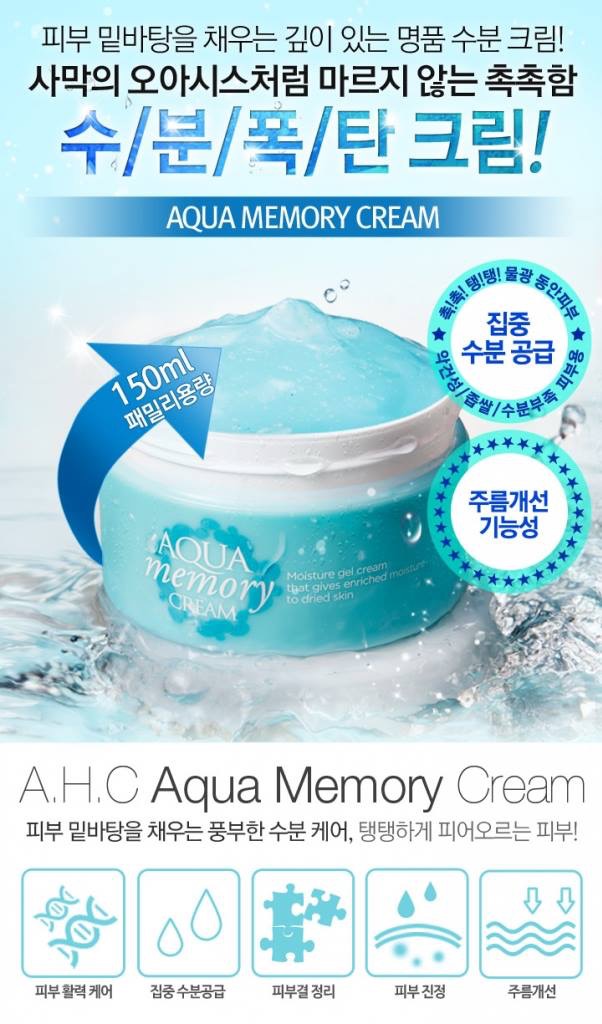 피부 밑바탕을 채우는 깊이 있는 명품 수분 크림!
사막의 오아시스처럼 마르지 않는 촉촉함
수/분/폭/탄 크림!
AQUA MEMORY CREAM
150ml
패밀리용량
촉!촉! 탱!탱! 물광 동안피부
집중
수분 공급
악건성/좁쌀/수분부족 피부용
주름개선
기능성
AQUA
memory
CREAM
Moisture gel cream
that gives enriched moisture
to dried skin
A.H.C Aqua Memory Cream
피부 밑바탕을 채우는 풍부한 수분 케어, 탱탱하게 피어오르는 피부!
피부 활력 케어
집중 수분공급
피부결 정리
피부 진정
주름개선